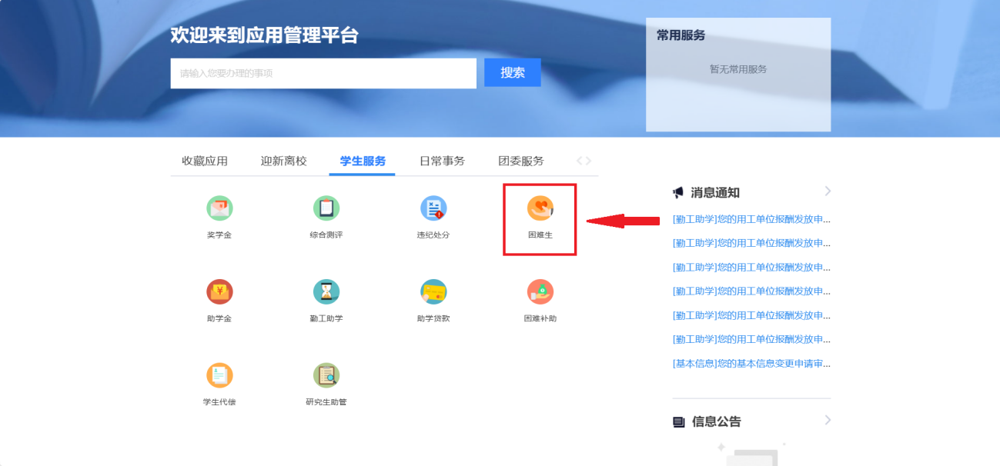 欢迎来到应用管理平台
请输入您要办理的事项
搜索
常用服务
暂无常用服务
收藏应用
迎新离校
学生服务
日常事务
团委服务
奖学金
综合测评
违纪处分
困难生
助学金
勤工助学
助学贷款
困难补助
学生代偿
研究生助管
消息通知
[勤工助学]您的用工单位报酬发放申...
[勤工助学]您的用工单位报酬发放申...
[勤工助学]您的用工单位报酬发放申...
[勤工助学]您的用工单位报酬发放申...
[勤工助学]您的用工单位报酬发放申...
[勤工助学]您的用工单位报酬发放申...
[基本信息]您的基本信息变更申请审...
信息公告